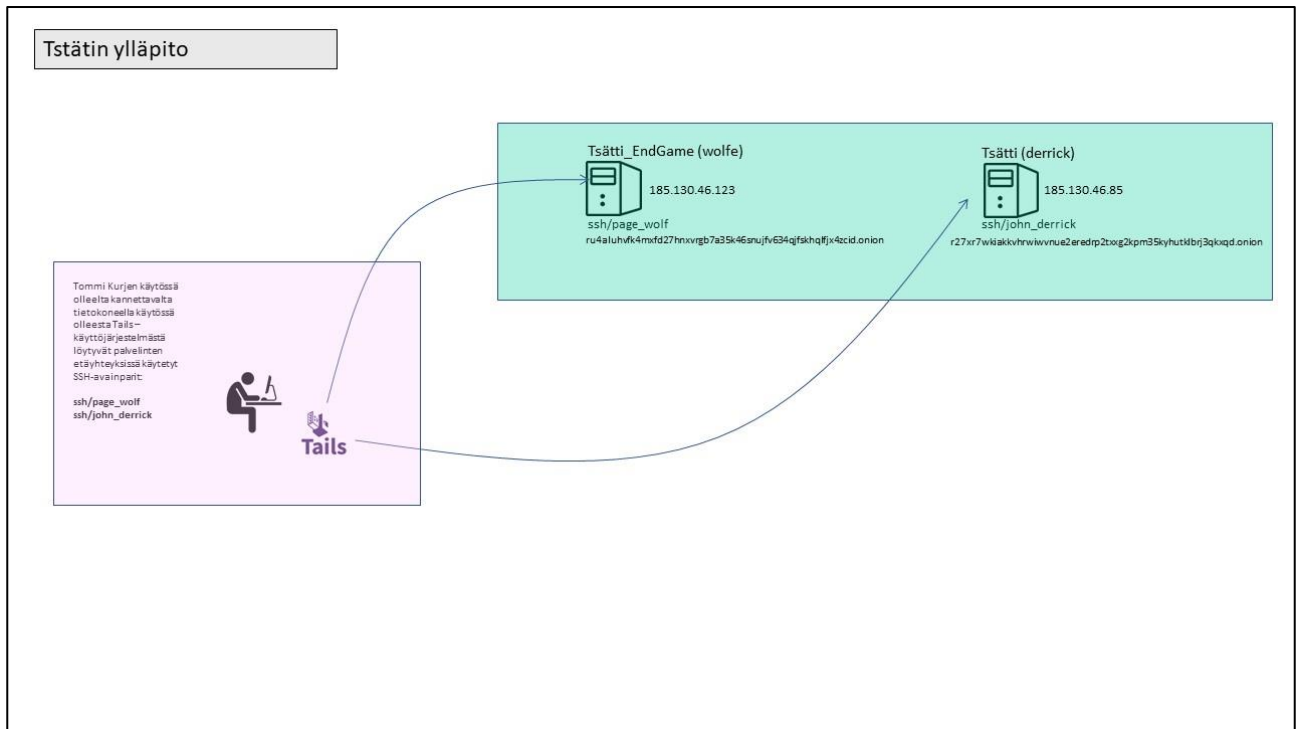 Tstätin ylläpito
Tsätti_EndGame (wolfe)
185.130.46.123
ssh/page_wolf
ru4aluhvfk4mxfd27hnxvrgb7a35k46snujfv634qjfskhqlfjx4zcid.onion
Tsätti (derrick)
185.130.46.85
ssh/john_derrick
r27xr7wkiakkvhrwiwvnue2eredrp2txxg2kpm35kyhutklbrj3qkxqd.onion
Tommi Kurjen käytössä
olleelta kannettavalta
tietokoneella käytössä
olleesta Tails –
käyttöjärjestelmästä
löytyvät palvelinten
etäyhteyksissä käytetyt
SSH-avainparit:
ssh/page_wolf
ssh/john_derrick
Tails